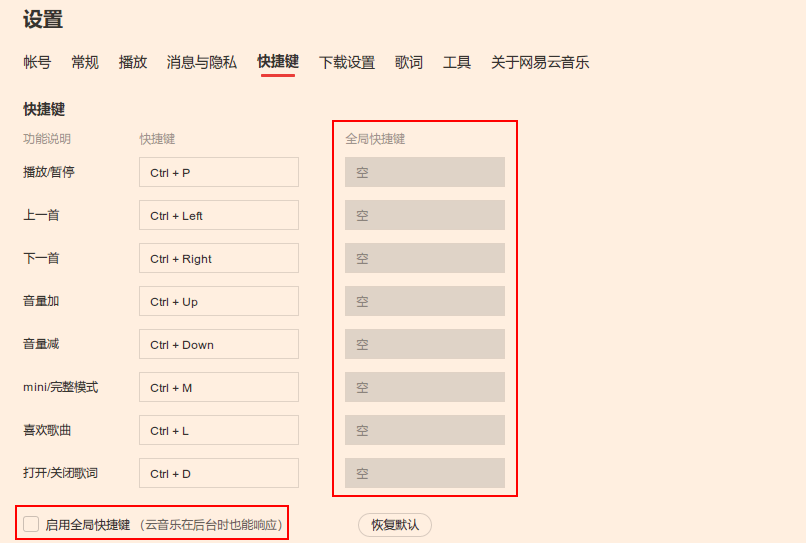 设置
帐号 常规 播放 消息与隐私 快捷键 下载设置 歌词 工具 关于网易云音乐
快捷键
功能说明 快捷键 全局快捷键
播放/暂停 Ctrl + P 空
上一首 Ctrl + Left 空
下一首 Ctrl + Right 空
音量加 Ctrl + Up 空
音量减 Ctrl + Down 空
mini/完整模式 Ctrl + M 空
喜欢歌曲 Ctrl + L 空
打开/关闭歌词 Ctrl + D 空
启用全局快捷键 （云音乐在后台时也能响应） 恢复默认